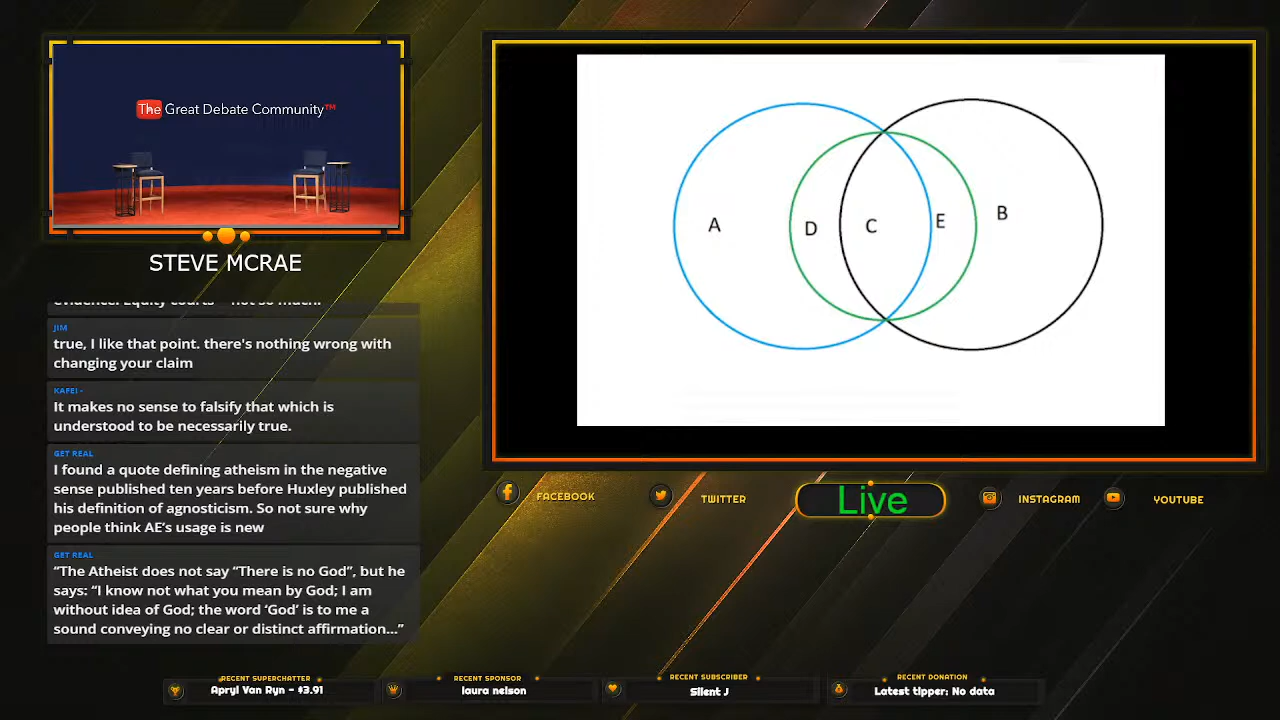 The Great Debate Community™
STEVE MCRAE
evidence. Equity courts – not so much.
JIM
true, I like that point. there's nothing wrong with
changing your claim
KAFEI -
It makes no sense to falsify that which is
understood to be necessarily true.
GET REAL
I found a quote defining atheism in the negative
sense published ten years before Huxley published
his definition of agnosticism. So not sure why
people think AE’s usage is new
GET REAL
“The Atheist does not say “There is no God”, but he
says: “I know not what you mean by God; I am
without idea of God; the word ‘God’ is to me a
sound conveying no clear or distinct affirmation...”
A
D
C
E
B
FACEBOOK
TWITTER
Live
INSTAGRAM
YOUTUBE
RECENT SUPERCHATTER
Apryl Van Ryn - $3.91
RECENT SPONSOR
laura nelson
RECENT SUBSCRIBER
Silent J
RECENT DONATION
Latest tipper: No data